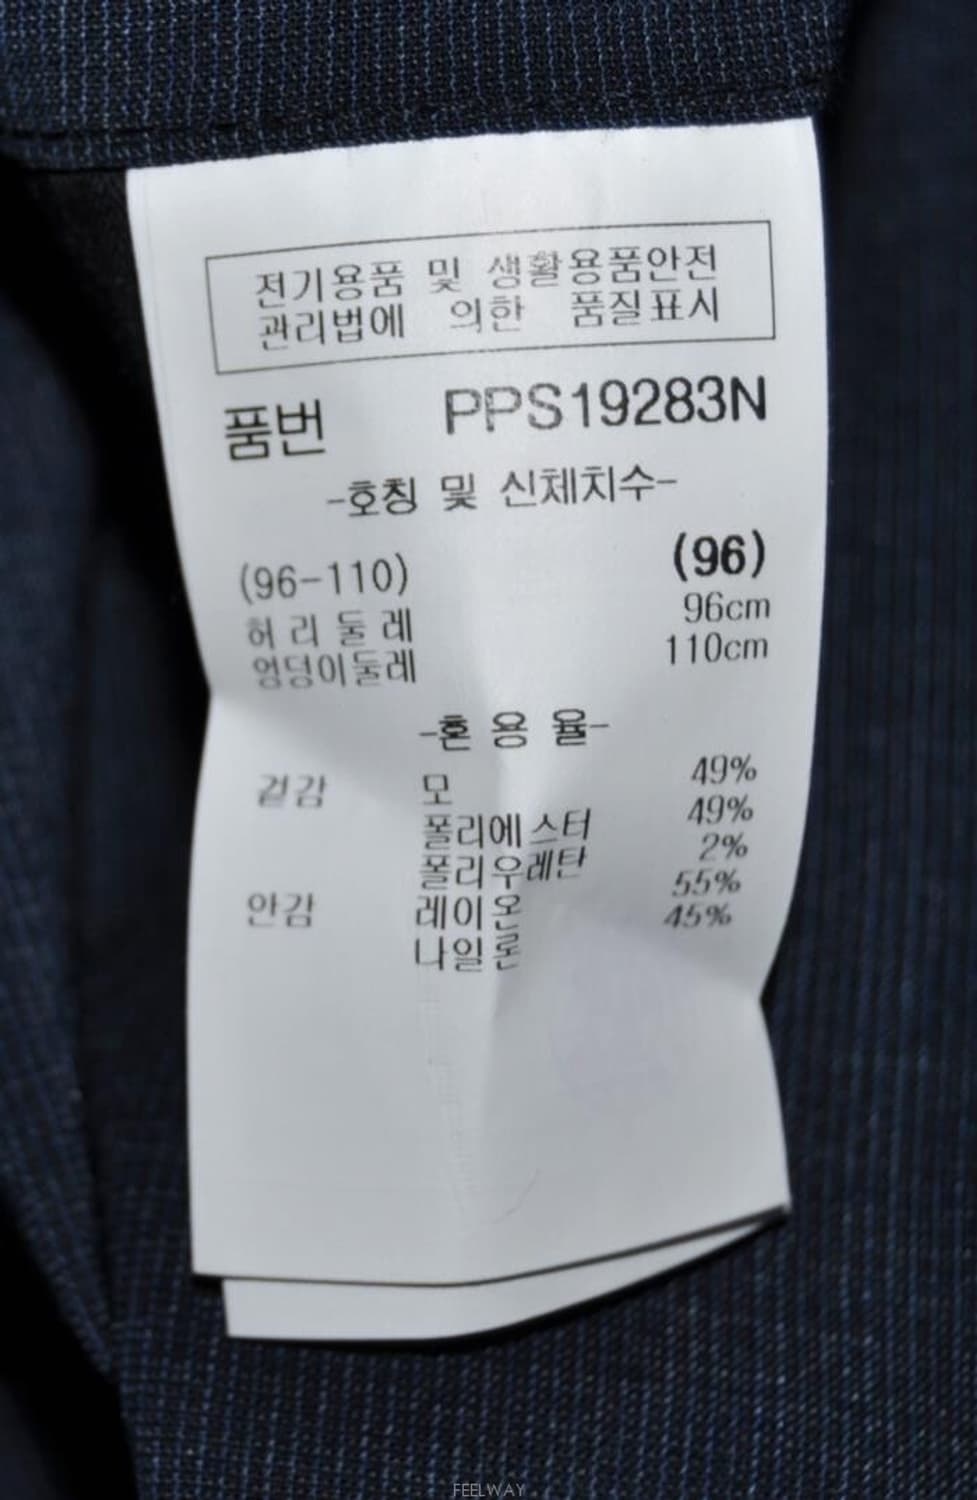 전기용품 및 생활용품안전
관리법에 의한 품질표시
품번 PPS19283N
-호칭 및 신체치수-
(96-110) (96)
허 리 둘 레 96cm
엉덩이둘레 110cm
-혼 용 율-
겉감 모 49%
폴리에스터 49%
폴리우레탄 2%
안감 레이온 55%
나일론 45%
FEELWAY